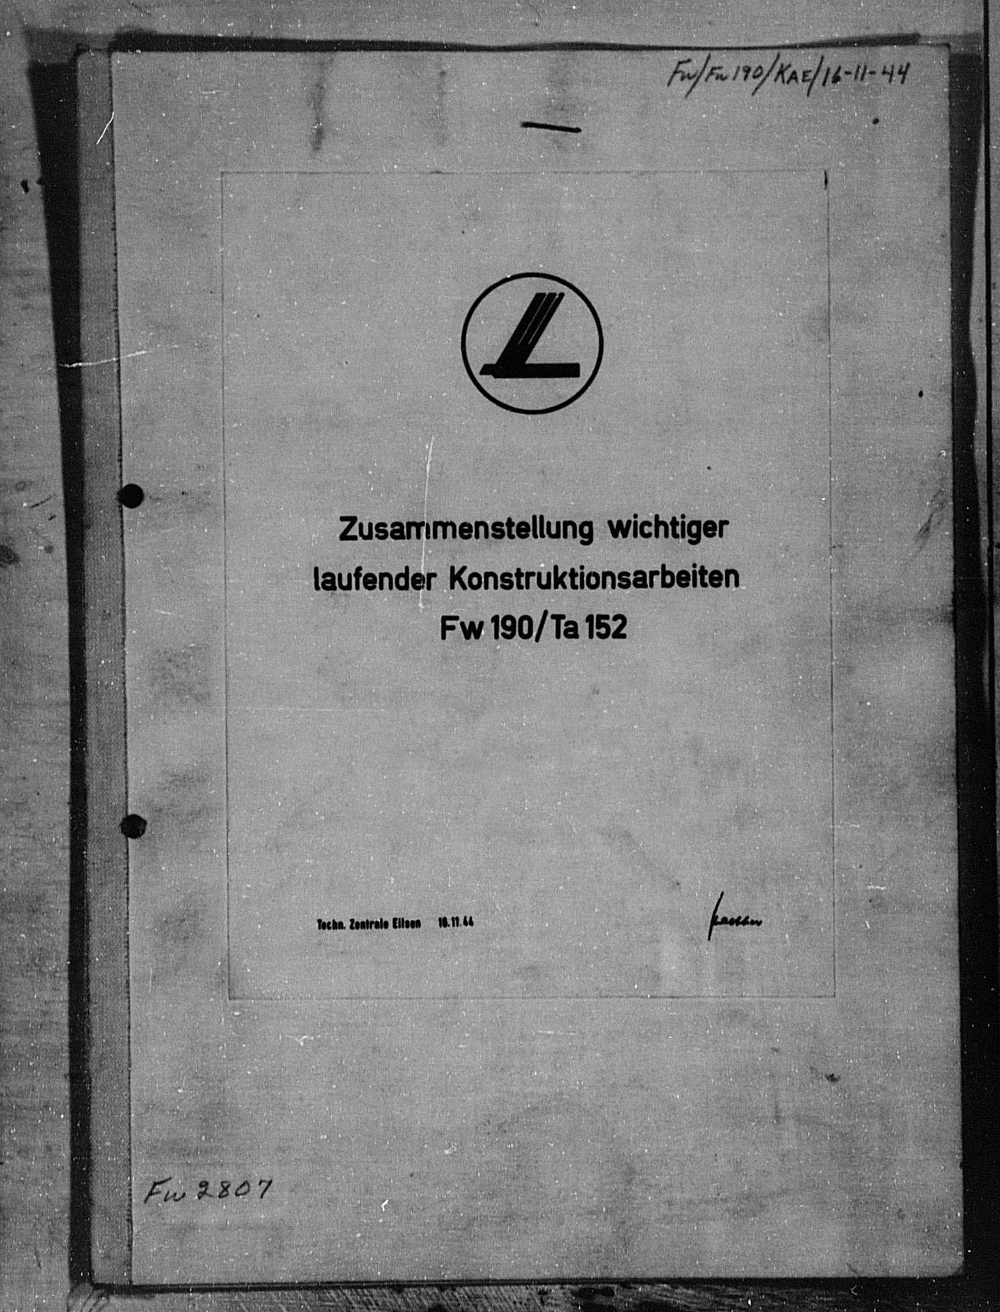 Fw/Fw 190/KAE/16-11-44
Zusammenstellung wichtiger
laufender Konstruktionsarbeiten
Fw 190/Ta 152
Techn. Zentrale Eilsen 16.11.44
Fw 2807